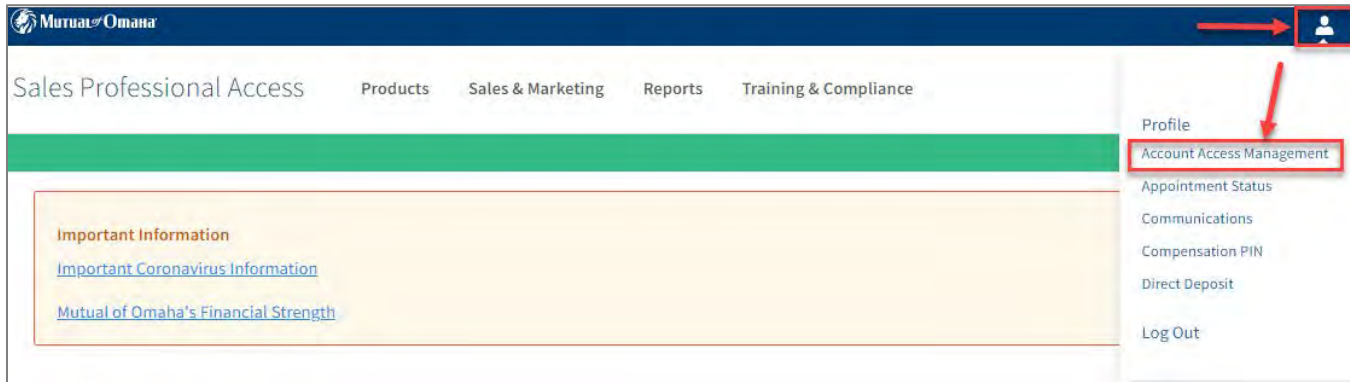 Mutual of Omaha
Sales Professional Access Products Sales & Marketing Reports Training & Compliance
Profile
Account Access Management
Appointment Status
Communications
Compensation PIN
Direct Deposit
Log Out
Important Information
Important Coronavirus Information
Mutual of Omaha's Financial Strength